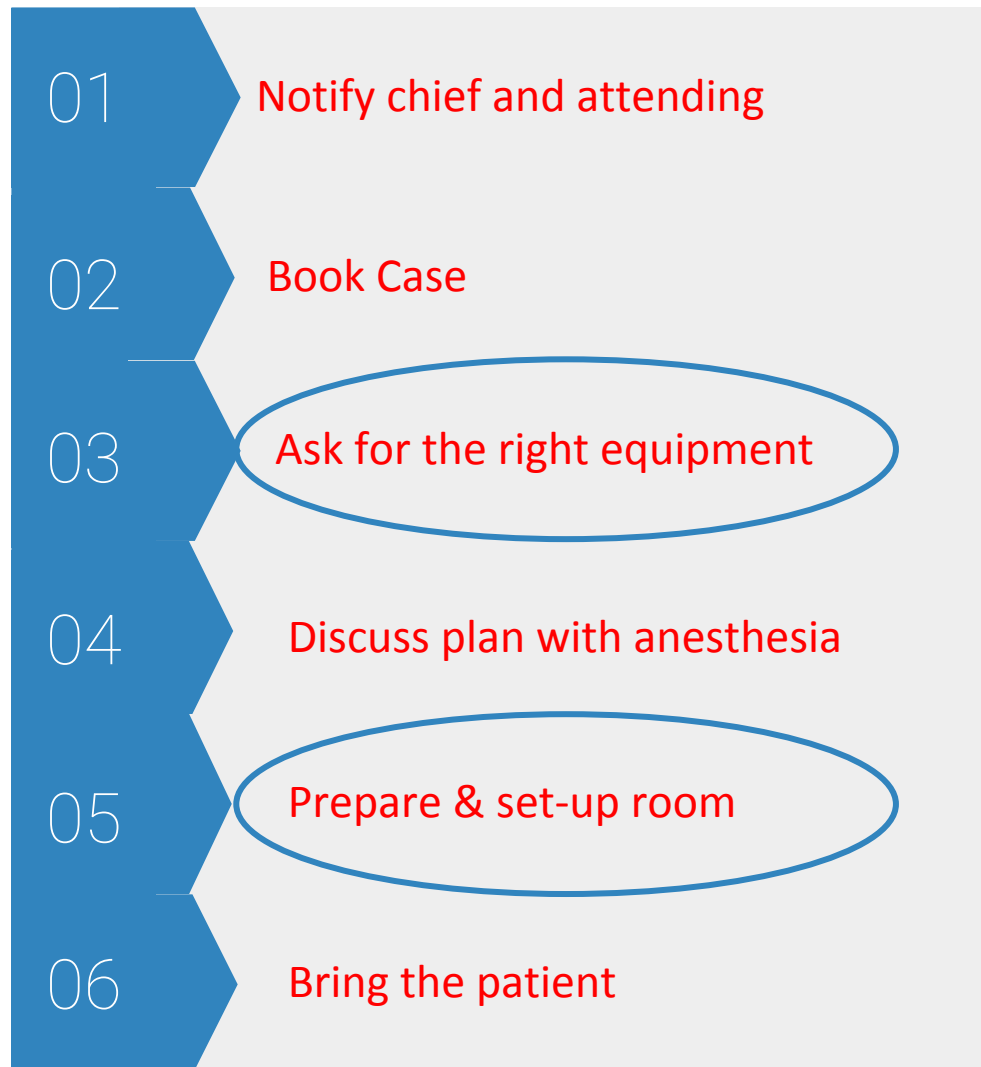 01
Notify chief and attending
02
Book Case
03
Ask for the right equipment
04
Discuss plan with anesthesia
05
Prepare & set-up room
06
Bring the patient